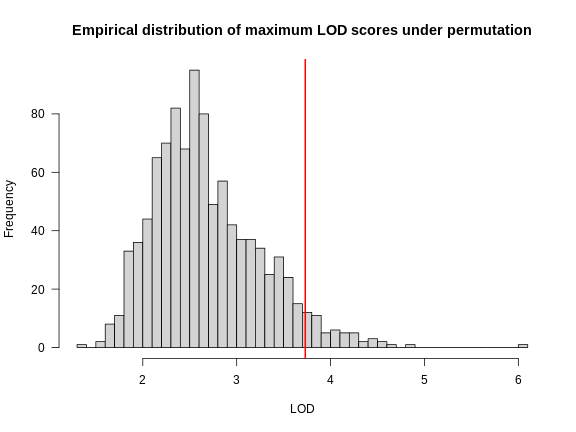 Empirical distribution of maximum LOD scores under permutation
Frequency
80
60
40
20
0
2 3 4 5 6
LOD